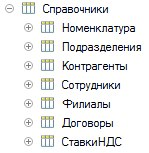 Справочники
Номенклатура
Подразделения
Контрагенты
Сотрудники
Филиалы
Договоры
СтавкиНДС